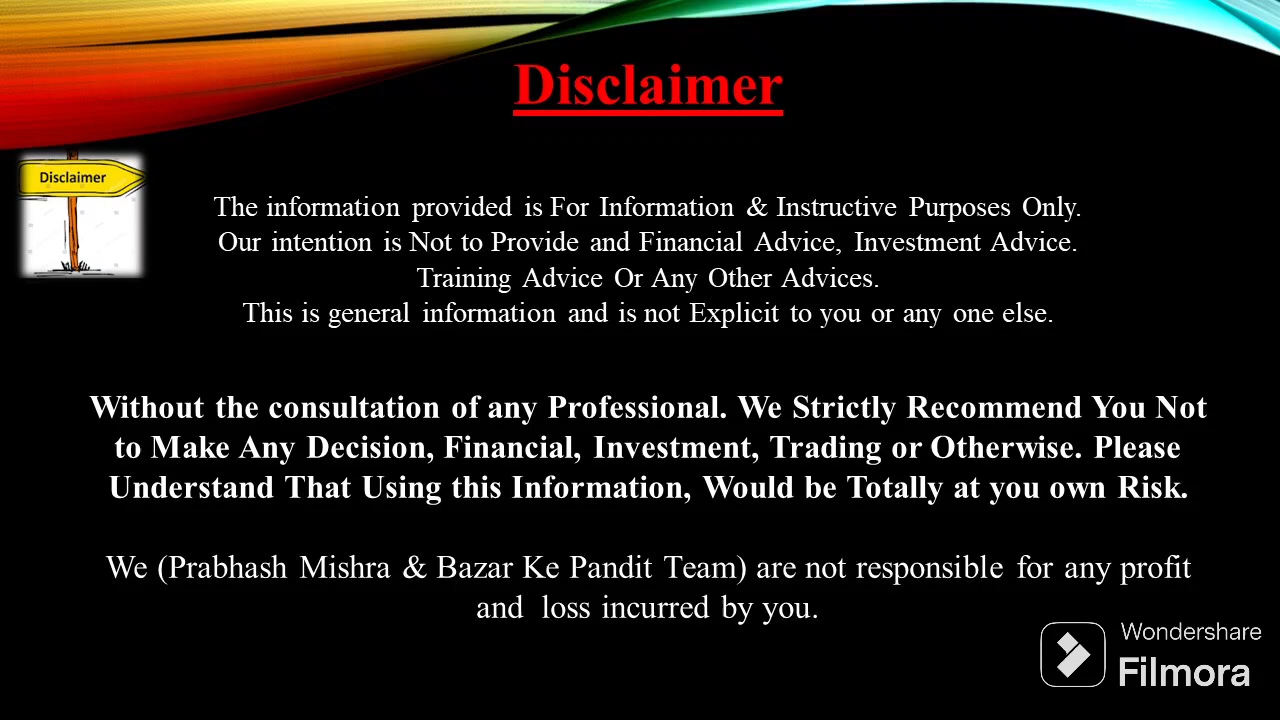 Disclaimer
Disclaimer
The information provided is For Information & Instructive Purposes Only.
Our intention is Not to Provide and Financial Advice, Investment Advice.
Training Advice Or Any Other Advices.
This is general information and is not Explicit to you or any one else.
Without the consultation of any Professional. We Strictly Recommend You Not
to Make Any Decision, Financial, Investment, Trading or Otherwise. Please
Understand That Using this Information, Would be Totally at you own Risk.
We (Prabhash Mishra & Bazar Ke Pandit Team) are not responsible for any profit
and loss incurred by you.
Wondershare
Filmora